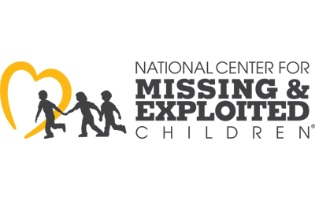 NATIONAL CENTER FOR
MISSING &
EXPLOITED
CHILDREN®